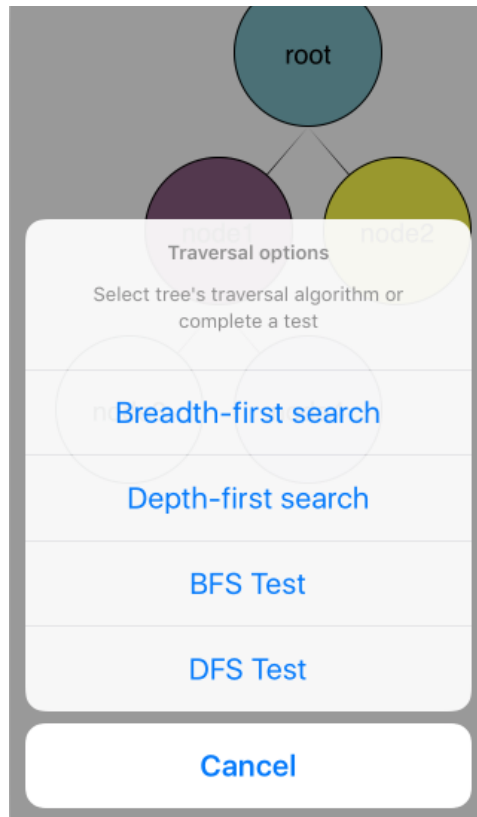 root
node1
node2
Traversal options
Select tree's traversal algorithm or
complete a test
Breadth-first search
Depth-first search
BFS Test
DFS Test
Cancel